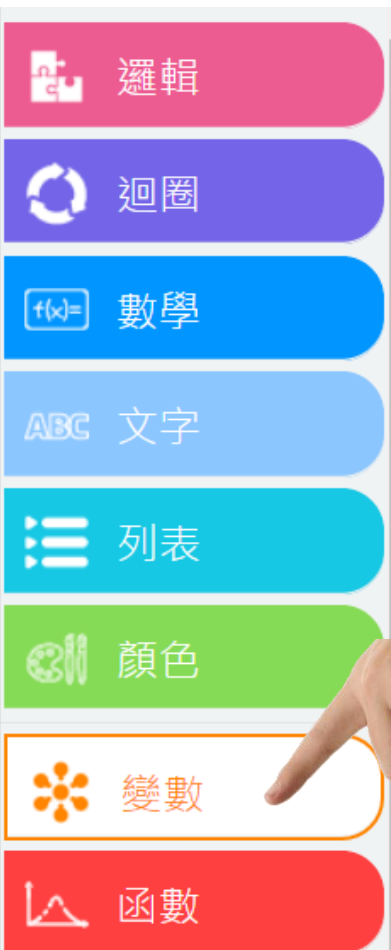 邏輯
迴圈
f(x)= 數學
ABC 文字
列表
顏色
變數
函數